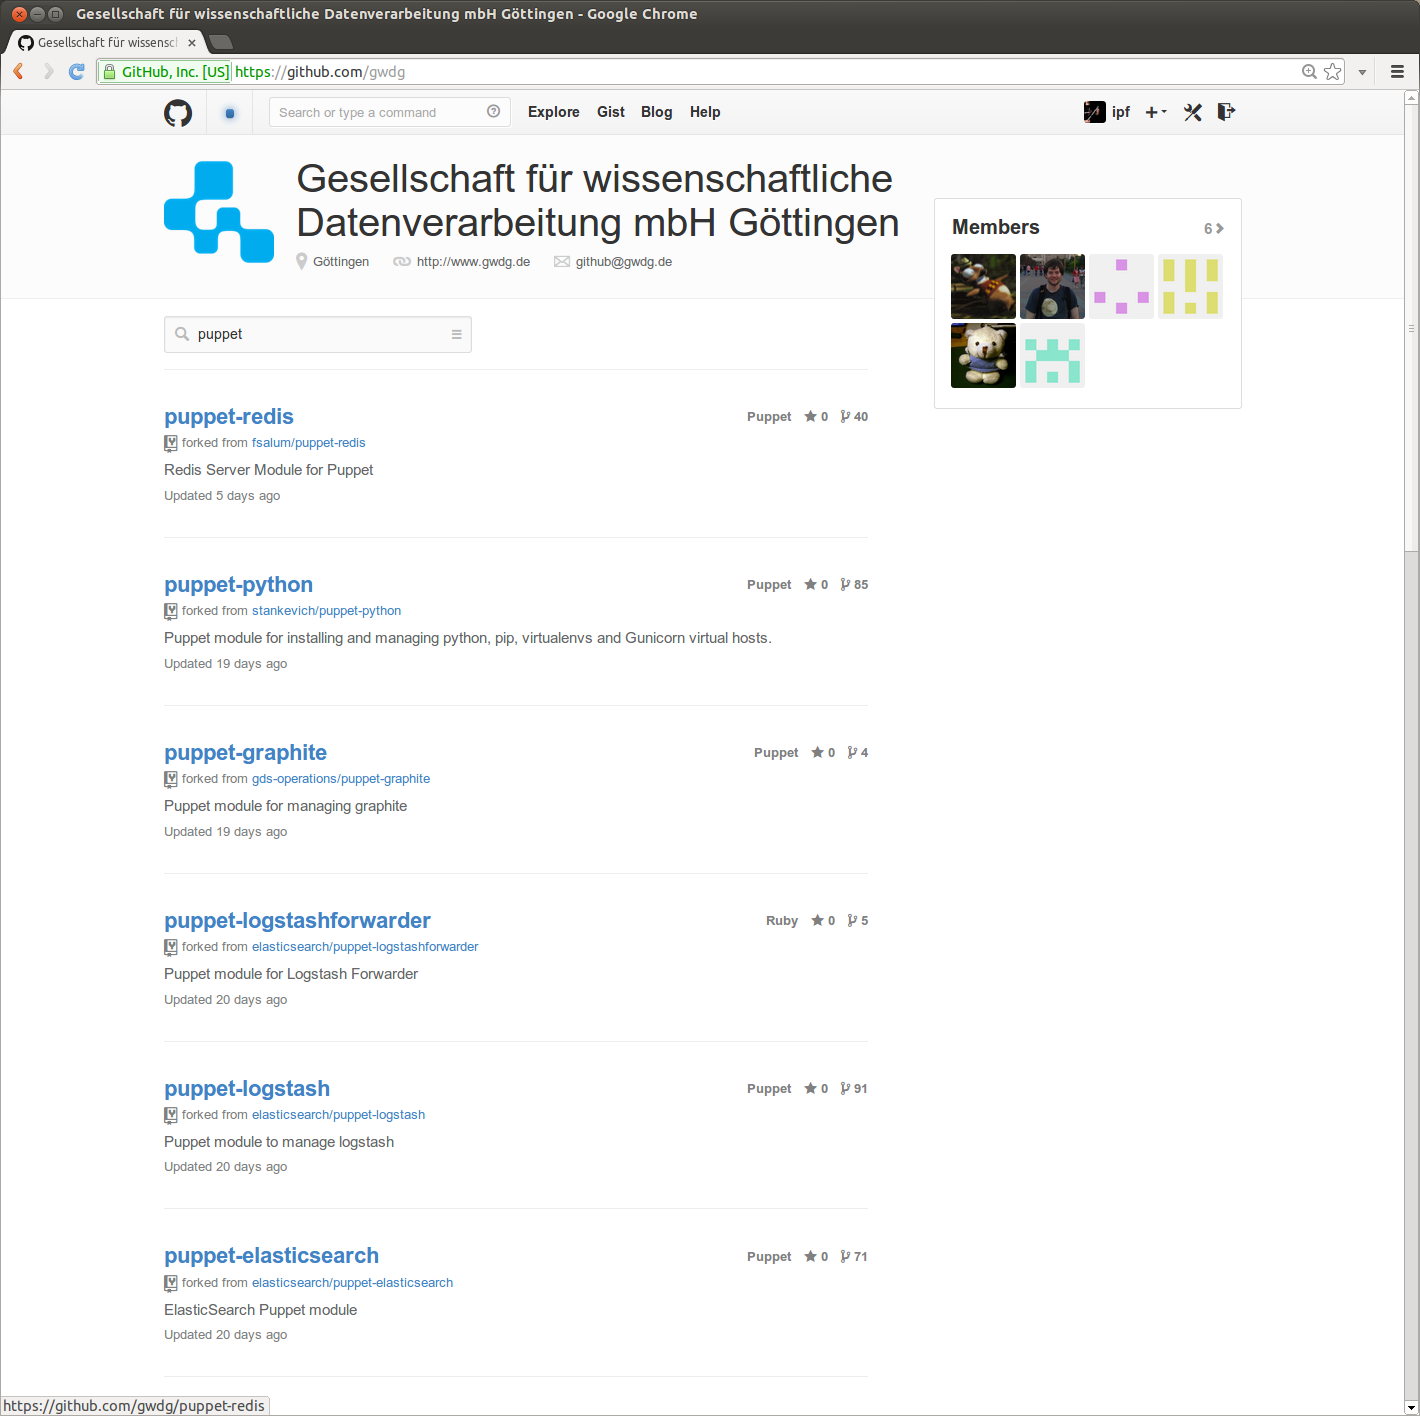 Gesellschaft für wissenschaftliche Datenverarbeitung mbH Göttingen - Google Chrome
Gesellschaft für wissensc
GitHub, Inc. [US] https://github.com/gwdg
Search or type a command Explore Gist Blog Help ipf
Gesellschaft für wissenschaftliche
Datenverarbeitung mbH Göttingen
Göttingen http://www.gwdg.de github@gwdg.de
Members 6
puppet
puppet-redis Puppet 0 40
forked from fsalum/puppet-redis
Redis Server Module for Puppet
Updated 5 days ago
puppet-python Puppet 0 85
forked from stankevich/puppet-python
Puppet module for installing and managing python, pip, virtualenvs and Gunicorn virtual hosts.
Updated 19 days ago
puppet-graphite Puppet 0 4
forked from gds-operations/puppet-graphite
Puppet module for managing graphite
Updated 19 days ago
puppet-logstashforwarder Ruby 0 5
forked from elasticsearch/puppet-logstashforwarder
Puppet module for Logstash Forwarder
Updated 20 days ago
puppet-logstash Puppet 0 91
forked from elasticsearch/puppet-logstash
Puppet module to manage logstash
Updated 20 days ago
puppet-elasticsearch Puppet 0 71
forked from elasticsearch/puppet-elasticsearch
ElasticSearch Puppet module
Updated 20 days ago
https://github.com/gwdg/puppet-redis